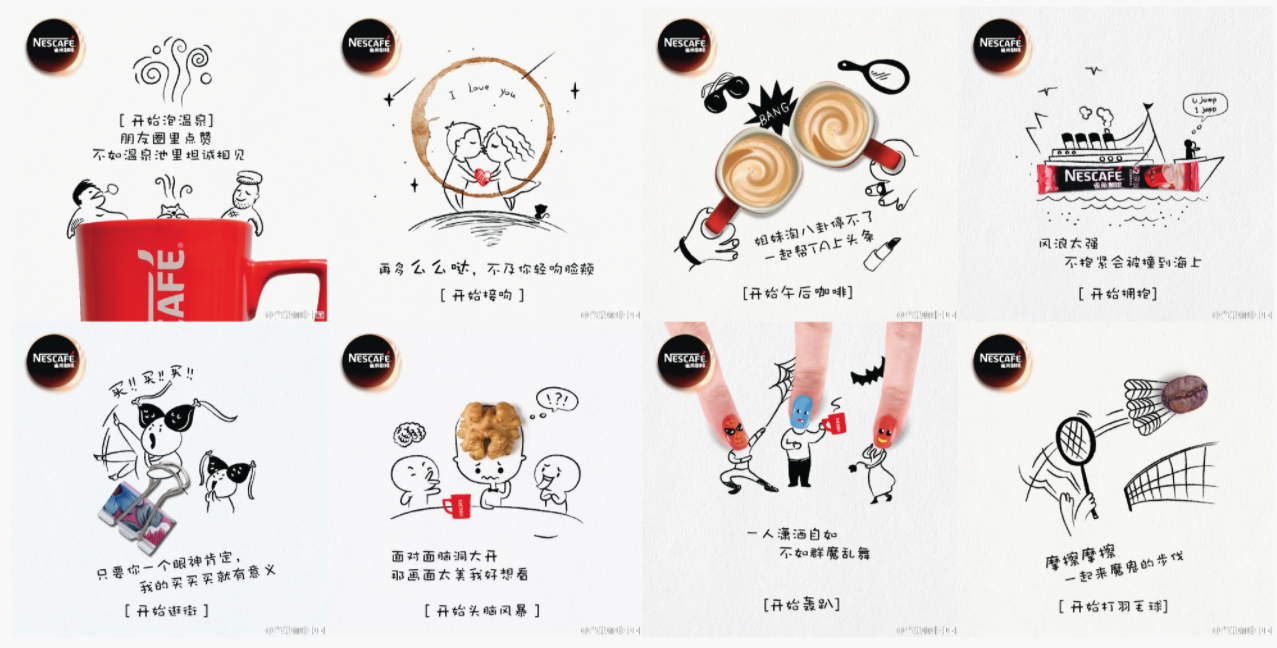 NESCAFÉ
雀巢咖啡
[ 开始泡温泉]
朋友圈里点赞
不如温泉池里坦诚相见
CAFÉ
NESCAFÉ
雀巢咖啡
I love you
再多么么哒，不及你轻吻脸颊
[ 开始接吻 ]
NESCAFÉ
雀巢咖啡
BANG
姐妹淘八卦停不了
一起帮TA上头条
[开始午后咖啡]
NESCAFÉ
雀巢咖啡
U jump
I jump
NESCAFÉ
雀巢咖啡
风浪太强
不抱紧会被撞到海上
[ 开始拥抱]
NESCAFÉ
雀巢咖啡
买!! 买!! 买!!
只要你一个眼神肯定，
我的买买买就有意义
[ 开始逛街 ]
NESCAFÉ
雀巢咖啡
!?!
NESCAFÉ
面对面脑洞大开
那画面太美我好想看
[ 开始头脑风暴 ]
NESCAFÉ
雀巢咖啡
一人潇洒自如
不如群魔乱舞
[开始轰趴]
NESCAFÉ
雀巢咖啡
摩擦摩擦
一起来魔鬼的步伐
[ 开始打羽毛球]